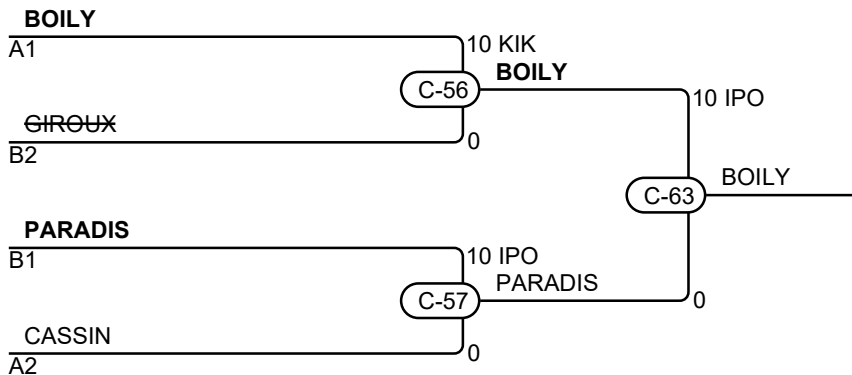 BOILY
A1
10 KIK
C-56
BOILY
GIROUX
B2
0
10 IPO
C-63
BOILY
PARADIS
B1
10 IPO
C-57
PARADIS
0
CASSIN
A2
0